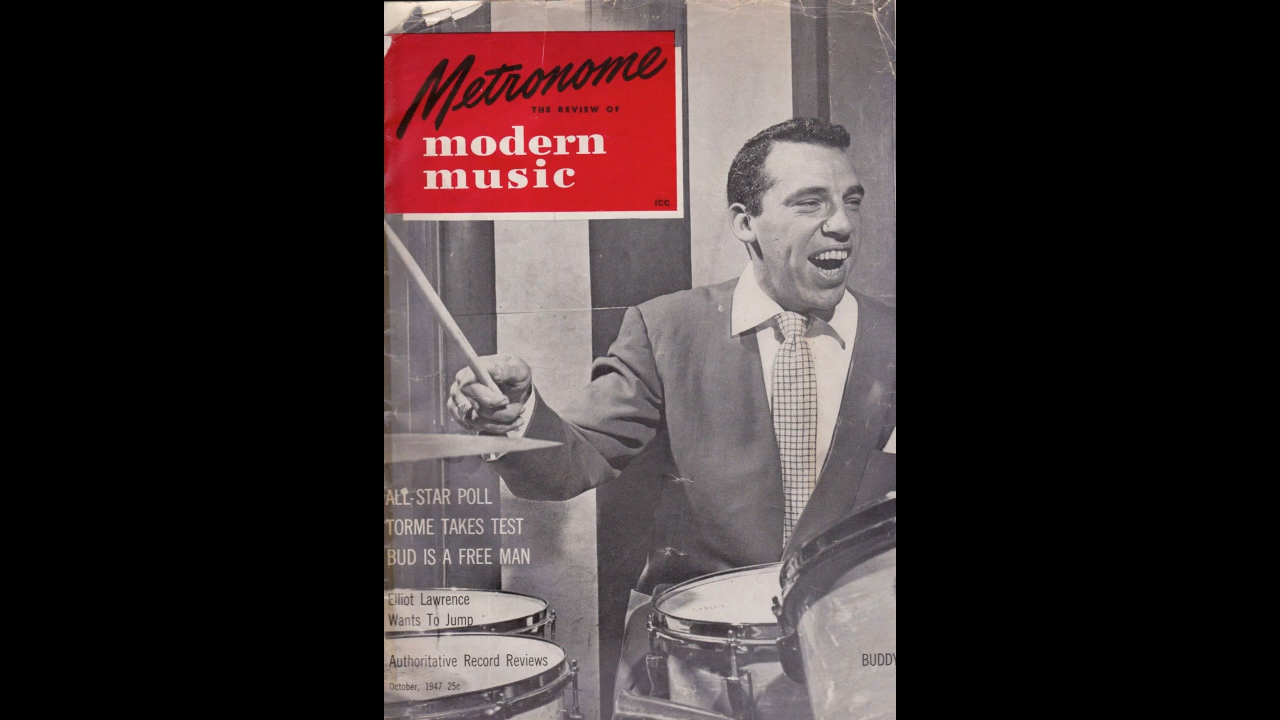 Metronome
THE REVIEW OF
modern
music
ICC
ALL-STAR POLL
TORME TAKES TEST
BUD IS A FREE MAN
Elliot Lawrence
Wants To Jump
Authoritative Record Reviews
October, 1947 25c
BUDDY